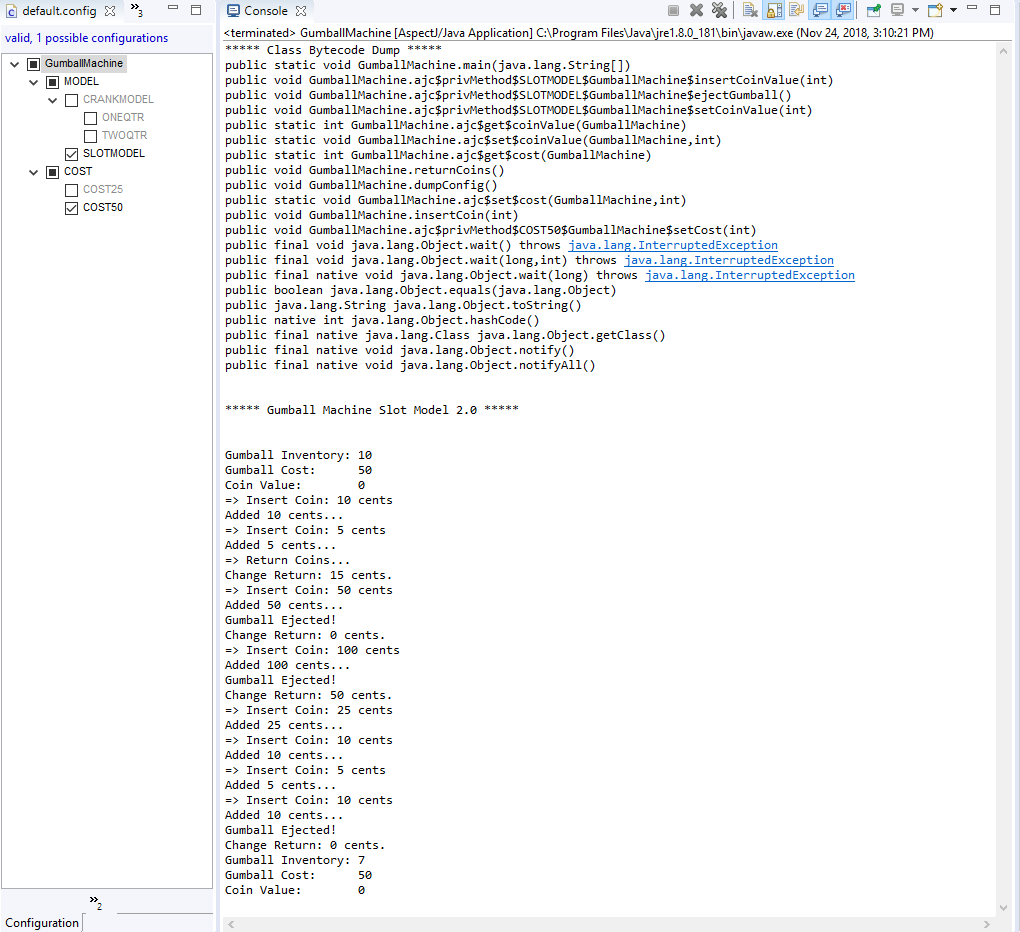 default.config
3
valid, 1 possible configurations
GumballMachine
MODEL
CRANKMODEL
ONEQTR
TWOQTR
SLOTMODEL
COST
COST25
COST50
2
Configuration
Console
<terminated> GumballMachine [AspectJ/Java Application] C:\Program Files\Java\jre1.8.0_181\bin\javaw.exe (Nov 24, 2018, 3:10:21 PM)
***** Class Bytecode Dump *****
public static void GumballMachine.main(java.lang.String[])
public void GumballMachine.ajc$privMethod$SLOTMODEL$GumballMachine$insertCoinValue(int)
public void GumballMachine.ajc$privMethod$SLOTMODEL$GumballMachine$ejectGumball()
public void GumballMachine.ajc$privMethod$SLOTMODEL$GumballMachine$setCoinValue(int)
public static int GumballMachine.ajc$get$coinValue(GumballMachine)
public static void GumballMachine.ajc$set$coinValue(GumballMachine,int)
public static int GumballMachine.ajc$get$cost(GumballMachine)
public void GumballMachine.returnCoins()
public void GumballMachine.dumpConfig()
public static void GumballMachine.ajc$set$cost(GumballMachine,int)
public void GumballMachine.insertCoin(int)
public void GumballMachine.ajc$privMethod$COST50$GumballMachine$setCost(int)
public final void java.lang.Object.wait() throws java.lang.InterruptedException
public final void java.lang.Object.wait(long,int) throws java.lang.InterruptedException
public final native void java.lang.Object.wait(long) throws java.lang.InterruptedException
public boolean java.lang.Object.equals(java.lang.Object)
public java.lang.String java.lang.Object.toString()
public native int java.lang.Object.hashCode()
public final native java.lang.Class java.lang.Object.getClass()
public final native void java.lang.Object.notify()
public final native void java.lang.Object.notifyAll()
***** Gumball Machine Slot Model 2.0 *****
Gumball Inventory: 10
Gumball Cost: 50
Coin Value: 0
=> Insert Coin: 10 cents
Added 10 cents...
=> Insert Coin: 5 cents
Added 5 cents...
=> Return Coins...
Change Return: 15 cents.
=> Insert Coin: 50 cents
Added 50 cents...
Gumball Ejected!
Change Return: 0 cents.
=> Insert Coin: 100 cents
Added 100 cents...
Gumball Ejected!
Change Return: 50 cents.
=> Insert Coin: 25 cents
Added 25 cents...
=> Insert Coin: 10 cents
Added 10 cents...
=> Insert Coin: 5 cents
Added 5 cents...
=> Insert Coin: 10 cents
Added 10 cents...
Gumball Ejected!
Change Return: 0 cents.
Gumball Inventory: 7
Gumball Cost: 50
Coin Value: 0